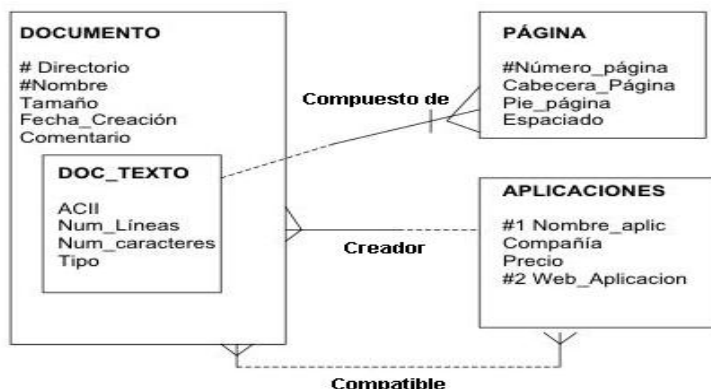 DOCUMENTO
# Directorio
#Nombre
Tamaño
Fecha_Creación
Comentario
DOC_TEXTO
ACII
Num_Líneas
Num_caracteres
Tipo
Compuesto de
PÁGINA
#Número_página
Cabecera_Página
Pie_página
Espaciado
Creador
APLICACIONES
#1 Nombre_aplic
Compañía
Precio
#2 Web_Aplicacion
Compatible